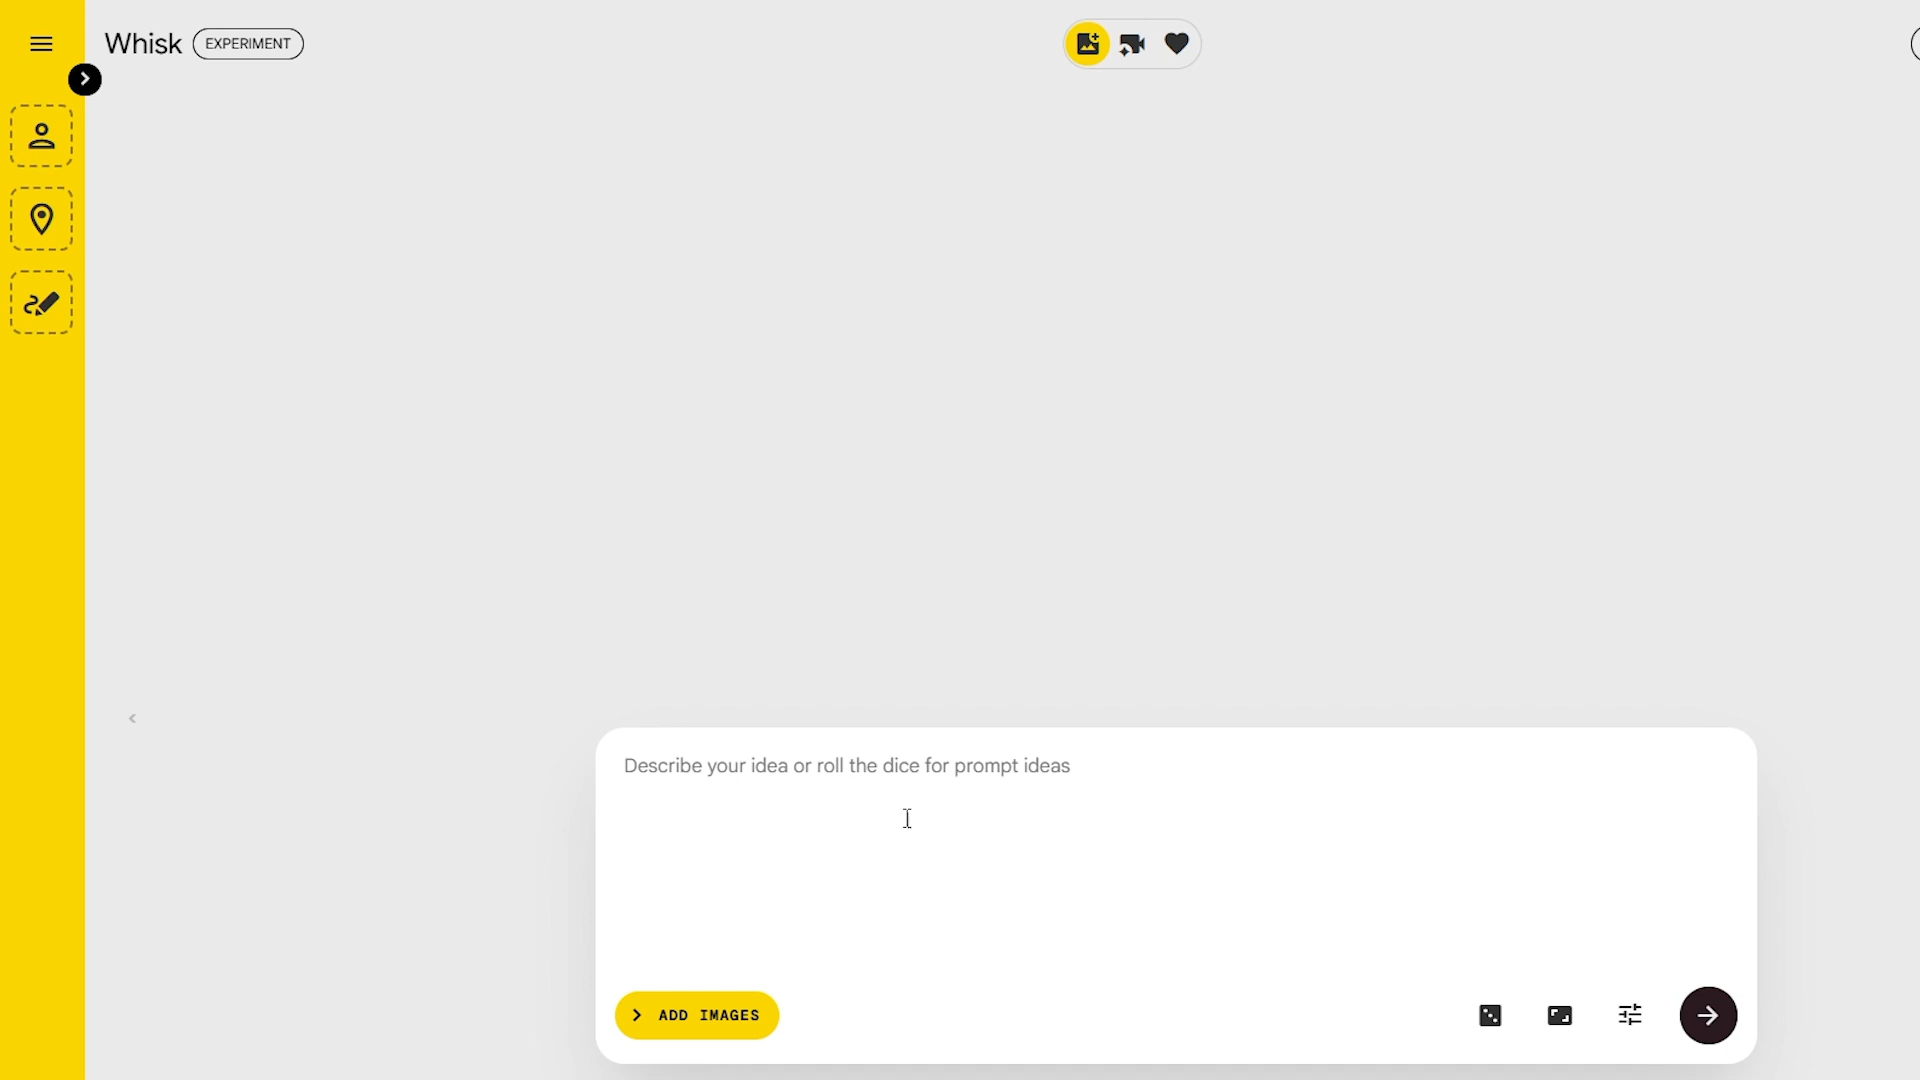 Whisk
EXPERIMENT
Describe your idea or roll the dice for prompt ideas
ADD IMAGES